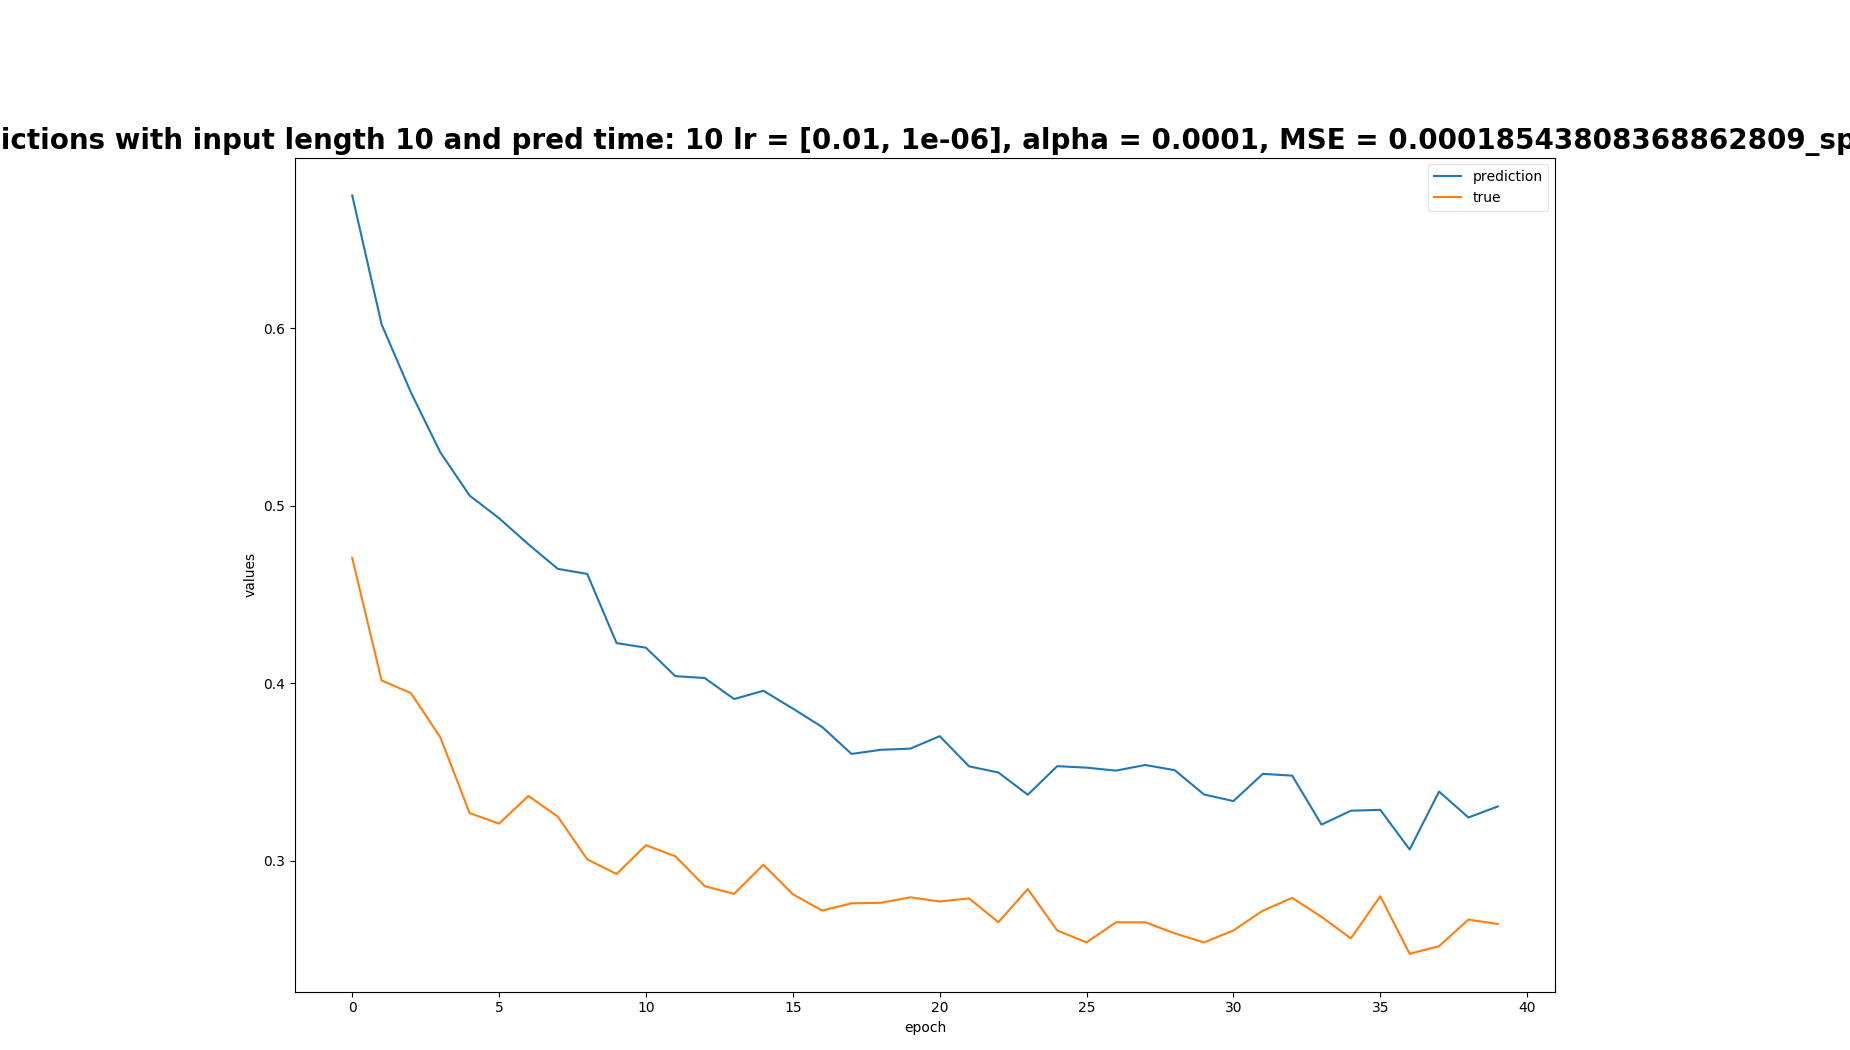 ictions with input length 10 and pred time: 10 lr = [0.01, 1e-06], alpha = 0.0001, MSE = 0.00018543808368862809_sp
prediction
true
0.6
0.5
0.4
0.3
values
0 5 10 15 20 25 30 35 40
epoch